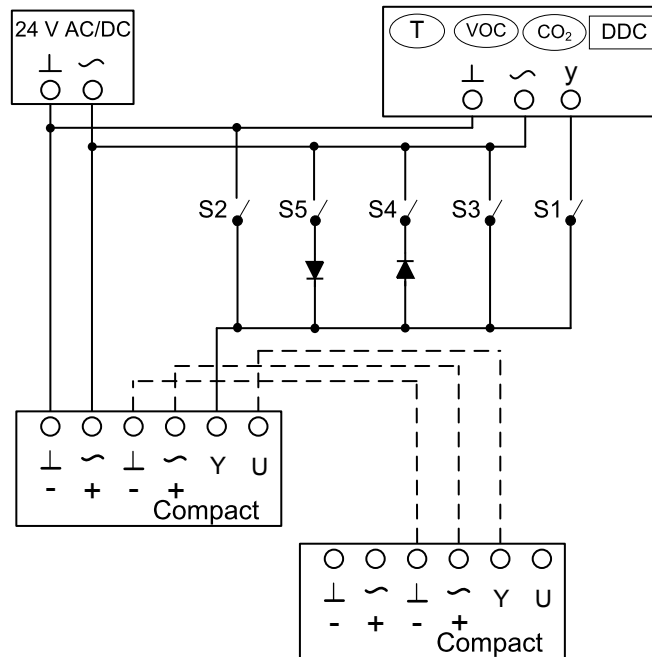 24 V AC/DC
⊥ ~
T VOC CO₂ DDC
⊥ ~ y
S2 S5 S4 S3 S1
⊥ ~ ⊥ ~ Y U
- + - +
Compact
⊥ ~ ⊥ ~ Y U
- + - +
Compact